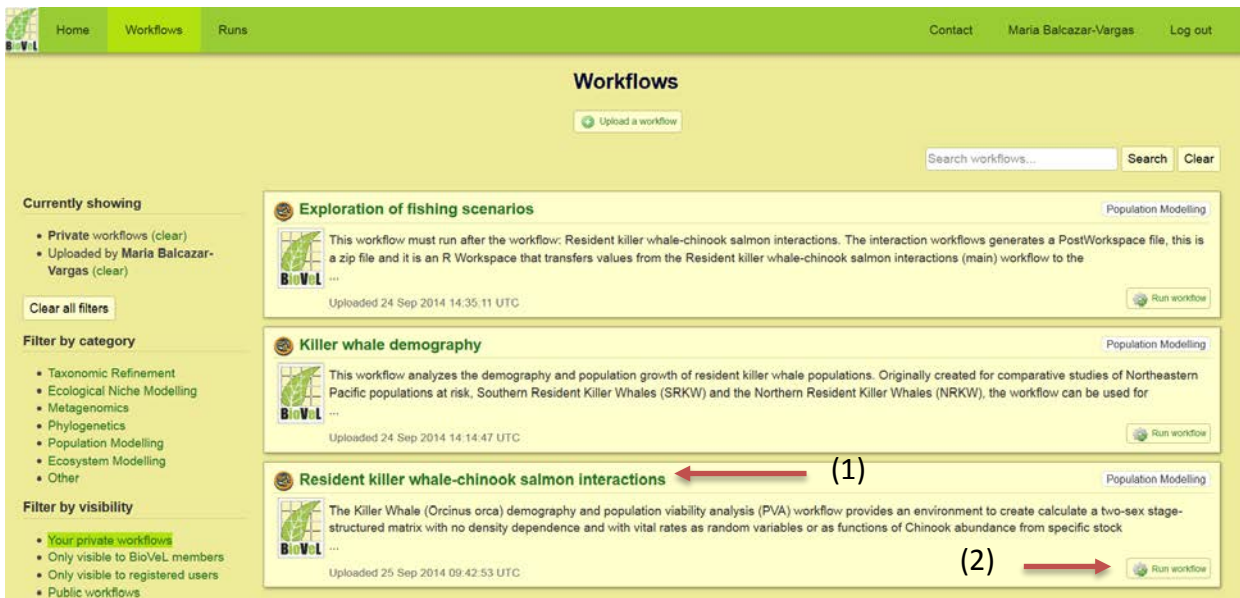 BioVeL
Home Workflows Runs Contact Maria Balcazar-Vargas Log out
Workflows
Upload a workflow
Search workflows... Search Clear
Currently showing
• Private workflows (clear)
• Uploaded by Maria Balcazar-
Vargas (clear)
Clear all filters
Filter by category
• Taxonomic Refinement
• Ecological Niche Modelling
• Metagenomics
• Phylogenetics
• Population Modelling
• Ecosystem Modelling
• Other
Filter by visibility
• Your private workflows
• Only visible to BioVeL members
• Only visible to registered users
• Public workflows
Exploration of fishing scenarios
Population Modelling
BioVeL
This workflow must run after the workflow: Resident killer whale-chinook salmon interactions. The interaction workflows generates a PostWorkspace file, this is
a zip file and it is an R Workspace that transfers values from the Resident killer whale-chinook salmon interactions (main) workflow to the
...
Uploaded 24 Sep 2014 14:35:11 UTC
Run workflow
Killer whale demography
Population Modelling
BioVeL
This workflow analyzes the demography and population growth of resident killer whale populations. Originally created for comparative studies of Northeastern
Pacific populations at risk, Southern Resident Killer Whales (SRKW) and the Northern Resident Killer Whales (NRKW), the workflow can be used for
...
Uploaded 24 Sep 2014 14:14:47 UTC
Run workflow
Resident killer whale-chinook salmon interactions
(1)
Population Modelling
BioVeL
The Killer Whale (Orcinus orca) demography and population viability analysis (PVA) workflow provides an environment to create calculate a two-sex stage-
structured matrix with no density dependence and with vital rates as random variables or as functions of Chinook abundance from specific stock
...
Uploaded 25 Sep 2014 09:42:53 UTC
(2)
Run workflow